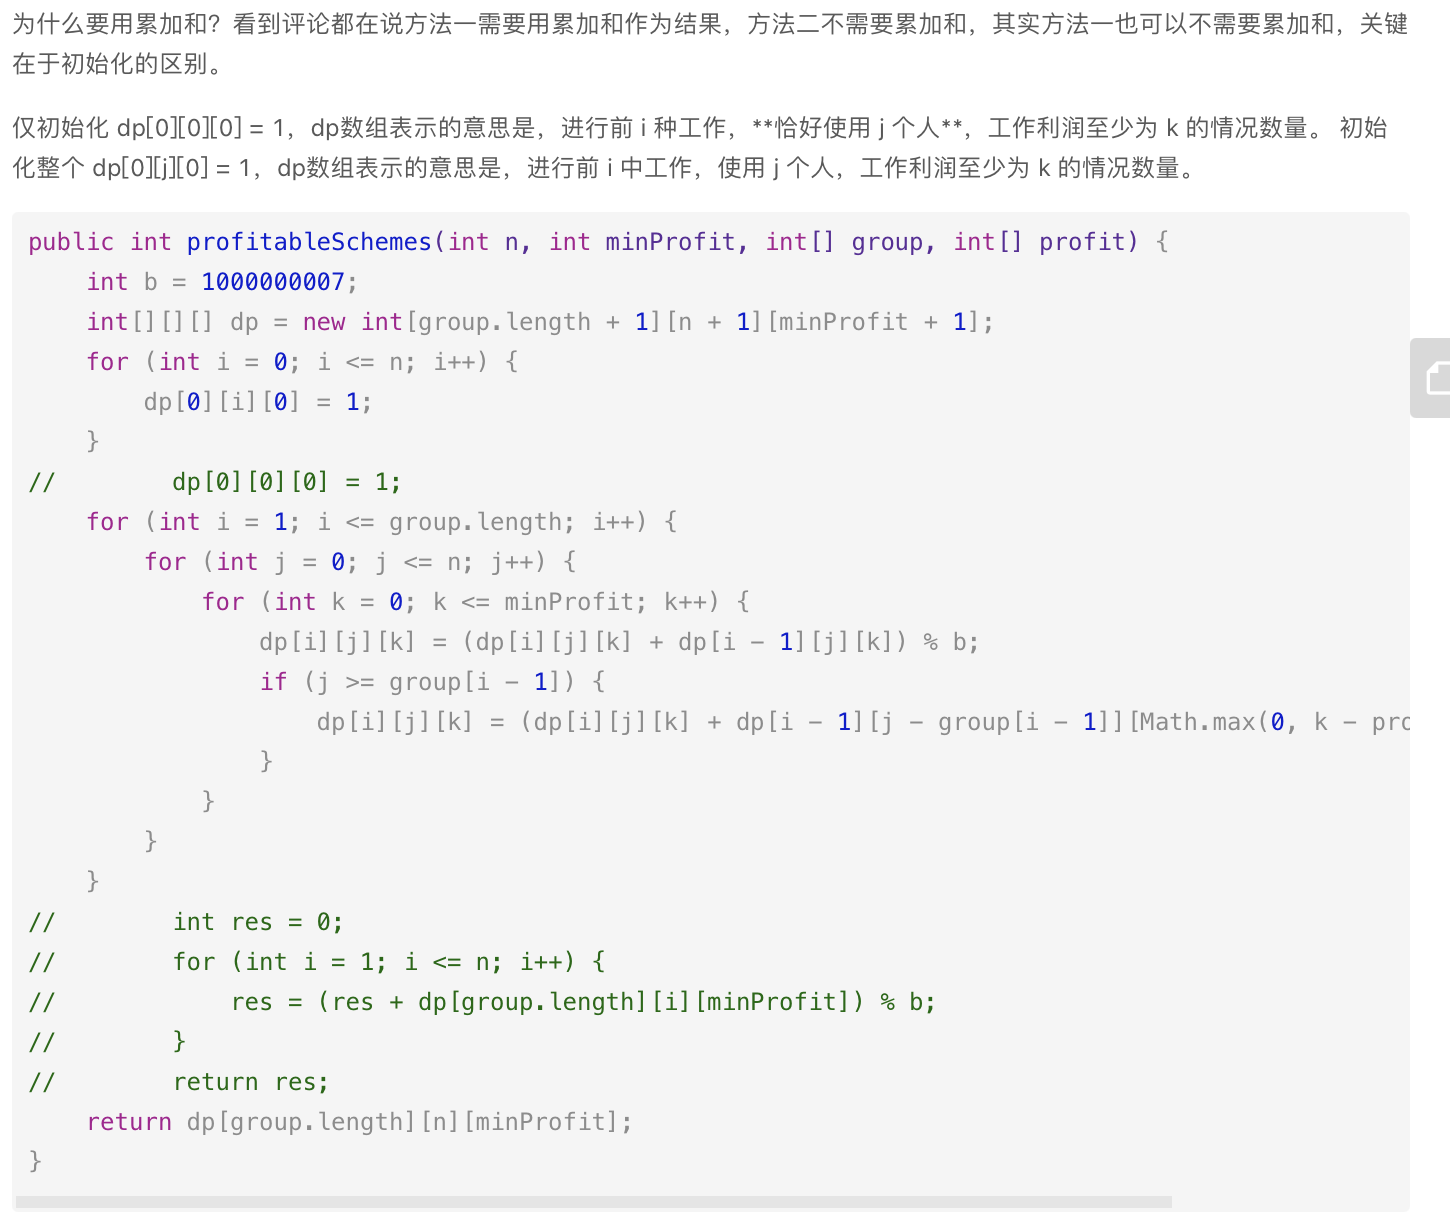 为什么要用累加和？看到评论都在说方法一需要用累加和作为结果，方法二不需要累加和，其实方法一也可以不需要累加和，关键
在于初始化的区别。
仅初始化 dp[0][0][0] = 1，dp数组表示的意思是，进行前 i 种工作，**恰好使用 j 个人**，工作利润至少为 k 的情况数量。 初始
化整个 dp[0][j][0] = 1，dp数组表示的意思是，进行前 i 中工作，使用 j 个人，工作利润至少为 k 的情况数量。
public int profitableSchemes(int n, int minProfit, int[] group, int[] profit) {
    int b = 1000000007;
    int[][][] dp = new int[group.length + 1][n + 1][minProfit + 1];
    for (int i = 0; i <= n; i++) {
        dp[0][i][0] = 1;
    }
//        dp[0][0][0] = 1;
    for (int i = 1; i <= group.length; i++) {
        for (int j = 0; j <= n; j++) {
            for (int k = 0; k <= minProfit; k++) {
                dp[i][j][k] = (dp[i][j][k] + dp[i - 1][j][k]) % b;
                if (j >= group[i - 1]) {
                    dp[i][j][k] = (dp[i][j][k] + dp[i - 1][j - group[i - 1]][Math.max(0, k - pro
                }
            }
        }
    }
//        int res = 0;
//        for (int i = 1; i <= n; i++) {
//            res = (res + dp[group.length][i][minProfit]) % b;
//        }
//        return res;
    return dp[group.length][n][minProfit];
}